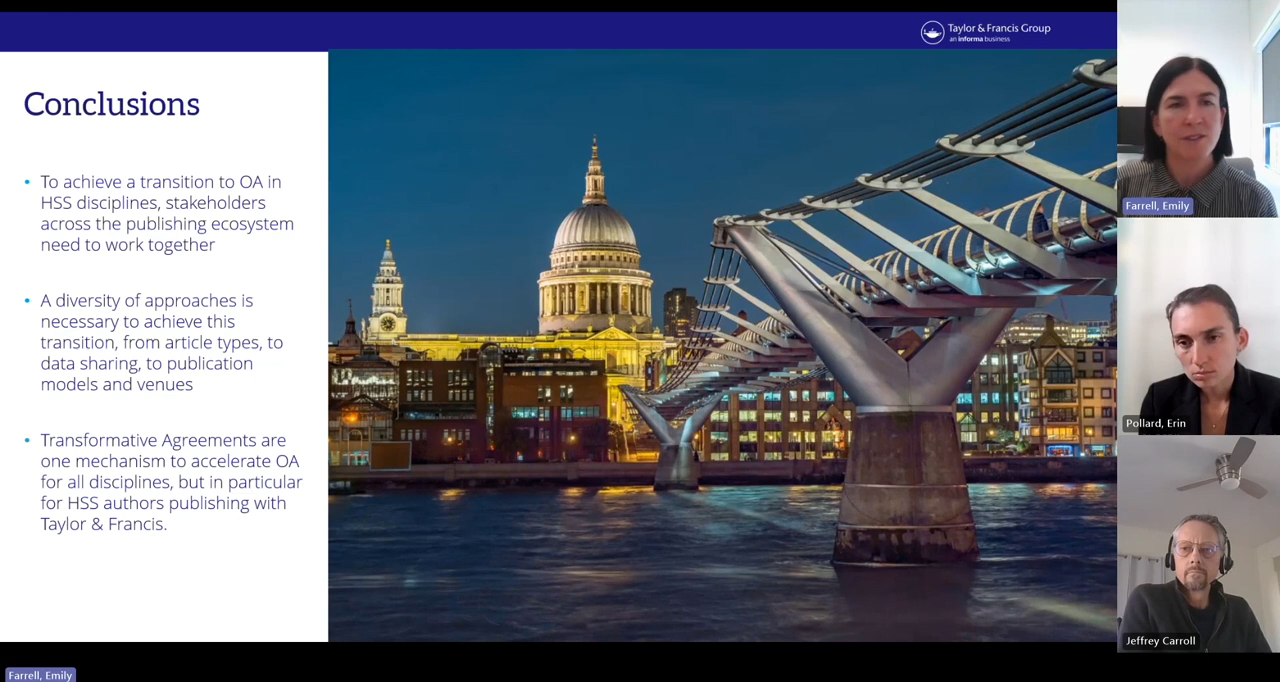 Taylor & Francis Group
an informa business
Conclusions
• To achieve a transition to OA in
HSS disciplines, stakeholders
across the publishing ecosystem
need to work together
• A diversity of approaches is
necessary to achieve this
transition, from article types, to
data sharing, to publication
models and venues
• Transformative Agreements are
one mechanism to accelerate OA
for all disciplines, but in particular
for HSS authors publishing with
Taylor & Francis.
Farrell, Emily
Pollard, Erin
Jeffrey Carroll
Farrell, Emily